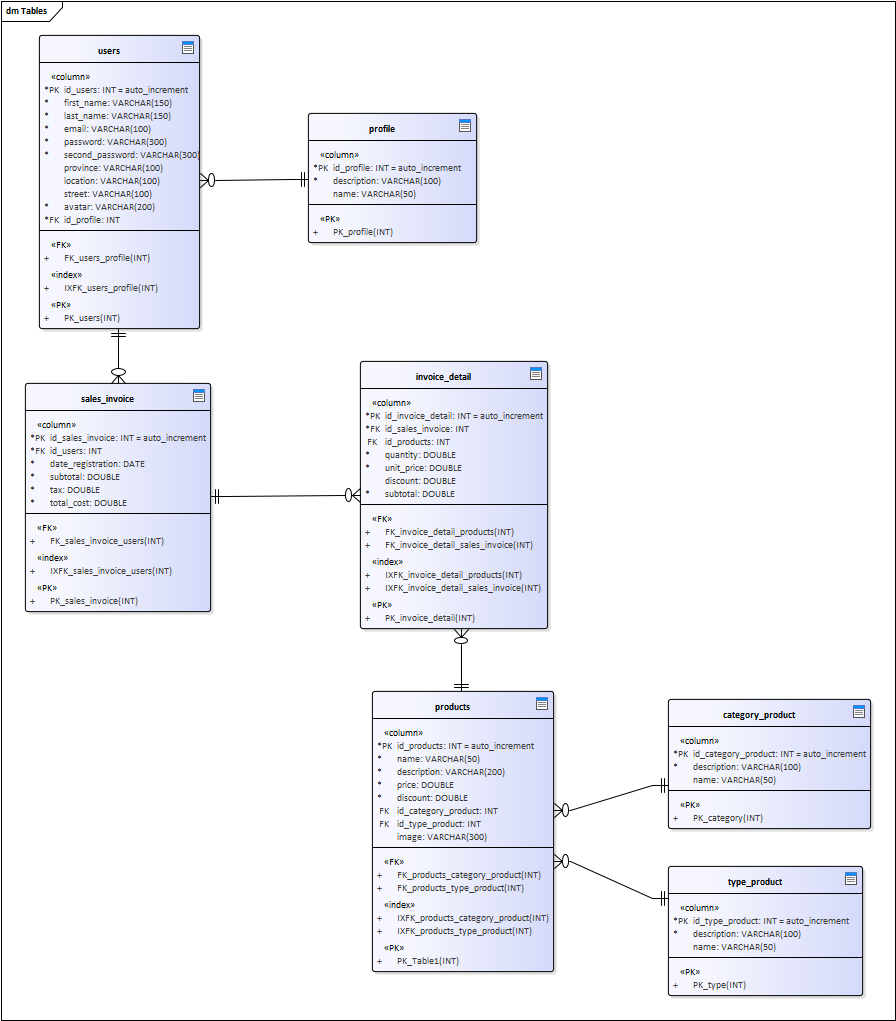 dm Tables
users
«column»
*PK id_users: INT = auto_increment
* first_name: VARCHAR(150)
* last_name: VARCHAR(150)
* email: VARCHAR(100)
* password: VARCHAR(300)
* second_password: VARCHAR(300)
province: VARCHAR(100)
location: VARCHAR(100)
street: VARCHAR(100)
* avatar: VARCHAR(200)
*FK id_profile: INT
«FK»
+ FK_users_profile(INT)
«index»
+ IXFK_users_profile(INT)
«PK»
+ PK_users(INT)
profile
«column»
*PK id_profile: INT = auto_increment
* description: VARCHAR(100)
name: VARCHAR(50)
«PK»
+ PK_profile(INT)
sales_invoice
«column»
*PK id_sales_invoice: INT = auto_increment
*FK id_users: INT
* date_registration: DATE
* subtotal: DOUBLE
* tax: DOUBLE
* total_cost: DOUBLE
«FK»
+ FK_sales_invoice_users(INT)
«index»
+ IXFK_sales_invoice_users(INT)
«PK»
+ PK_sales_invoice(INT)
invoice_detail
«column»
*PK id_invoice_detail: INT = auto_increment
*FK id_sales_invoice: INT
FK id_products: INT
* quantity: DOUBLE
* unit_price: DOUBLE
discount: DOUBLE
* subtotal: DOUBLE
«FK»
+ FK_invoice_detail_products(INT)
+ FK_invoice_detail_sales_invoice(INT)
«index»
+ IXFK_invoice_detail_products(INT)
+ IXFK_invoice_detail_sales_invoice(INT)
«PK»
+ PK_invoice_detail(INT)
products
«column»
*PK id_products: INT = auto_increment
* name: VARCHAR(50)
* description: VARCHAR(200)
* price: DOUBLE
* discount: DOUBLE
FK id_category_product: INT
FK id_type_product: INT
image: VARCHAR(300)
«FK»
+ FK_products_category_product(INT)
+ FK_products_type_product(INT)
«index»
+ IXFK_products_category_product(INT)
+ IXFK_products_type_product(INT)
«PK»
+ PK_Table1(INT)
category_product
«column»
*PK id_category_product: INT = auto_increment
* description: VARCHAR(100)
name: VARCHAR(50)
«PK»
+ PK_category(INT)
type_product
«column»
*PK id_type_product: INT = auto_increment
* description: VARCHAR(100)
name: VARCHAR(50)
«PK»
+ PK_type(INT)